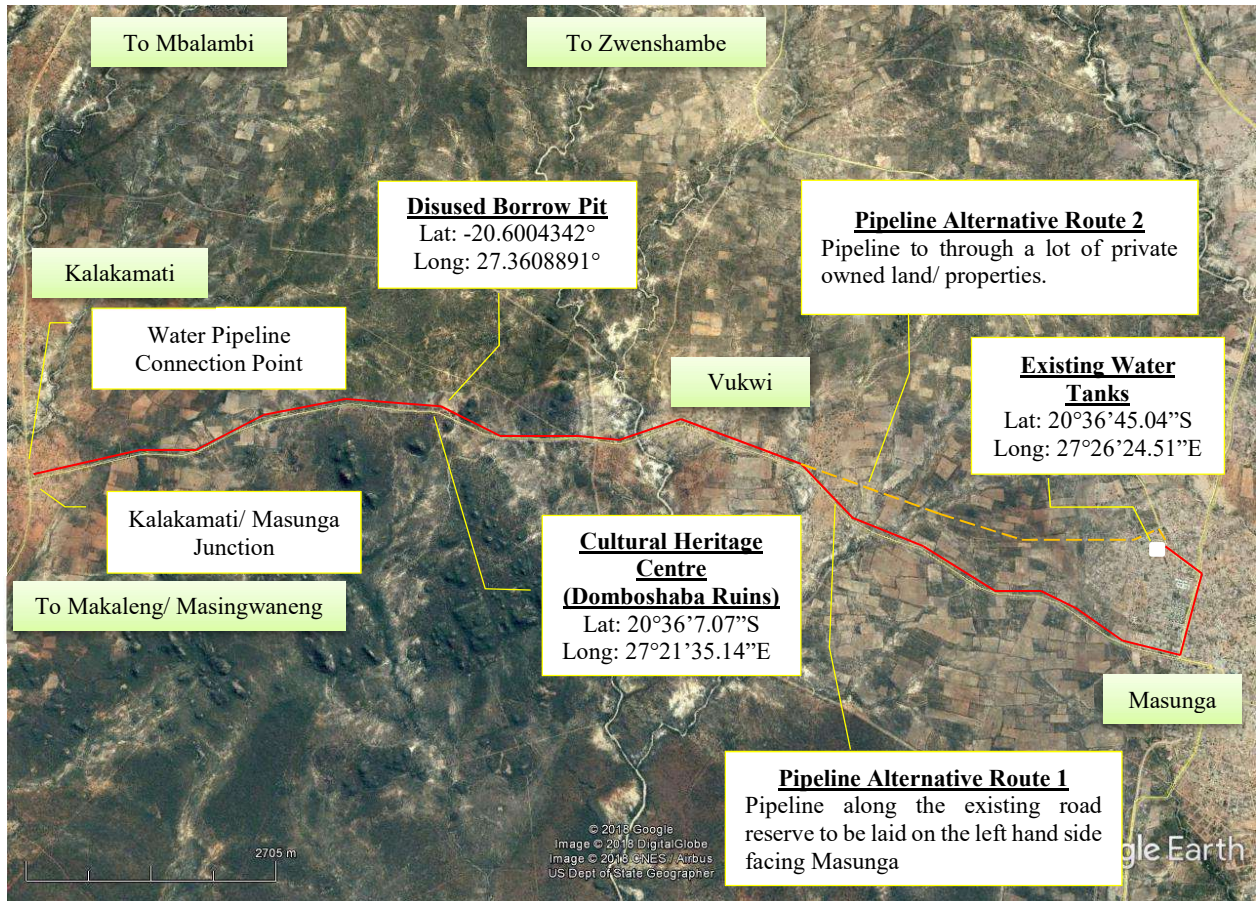 To Mbalambi
To Zwenshambe
Disused Borrow Pit
Lat: -20.6004342°
Long: 27.3608891°
Pipeline Alternative Route 2
Pipeline to through a lot of private
owned land/ properties.
Kalakamati
Water Pipeline
Connection Point
Existing Water
Tanks
Lat: 20°36’45.04”S
Long: 27°26’24.51”E
Vukwi
Kalakamati/ Masunga
Junction
Cultural Heritage
Centre
(Domboshaba Ruins)
Lat: 20°36’7.07”S
Long: 27°21’35.14”E
To Makaleng/ Masingwaneng
Masunga
Pipeline Alternative Route 1
Pipeline along the existing road
reserve to be laid on the left hand side
facing Masunga
2705 m
© 2018 Google
Image © 2018 DigitalGlobe
Image © 2018 CNES / Airbus
US Dept of State Geographer
gle Earth